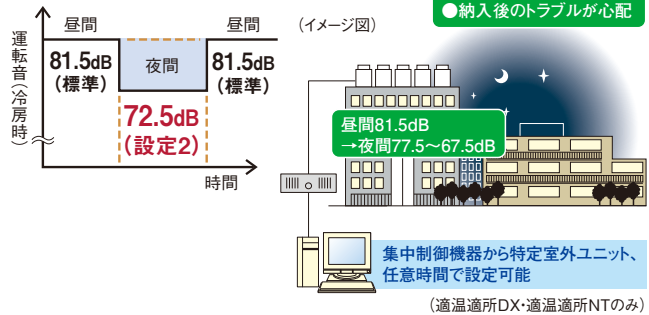 ●納入後のトラブルが心配
昼間
昼間
(イメージ図)
運転音(冷房時)
81.5dB
(標準)
夜間
81.5dB
(標準)
72.5dB
(設定2)
時間
昼間81.5dB
→夜間77.5～67.5dB
集中制御機器から特定室外ユニット、
任意時間で設定可能
(適温適所DX・適温適所NTのみ)